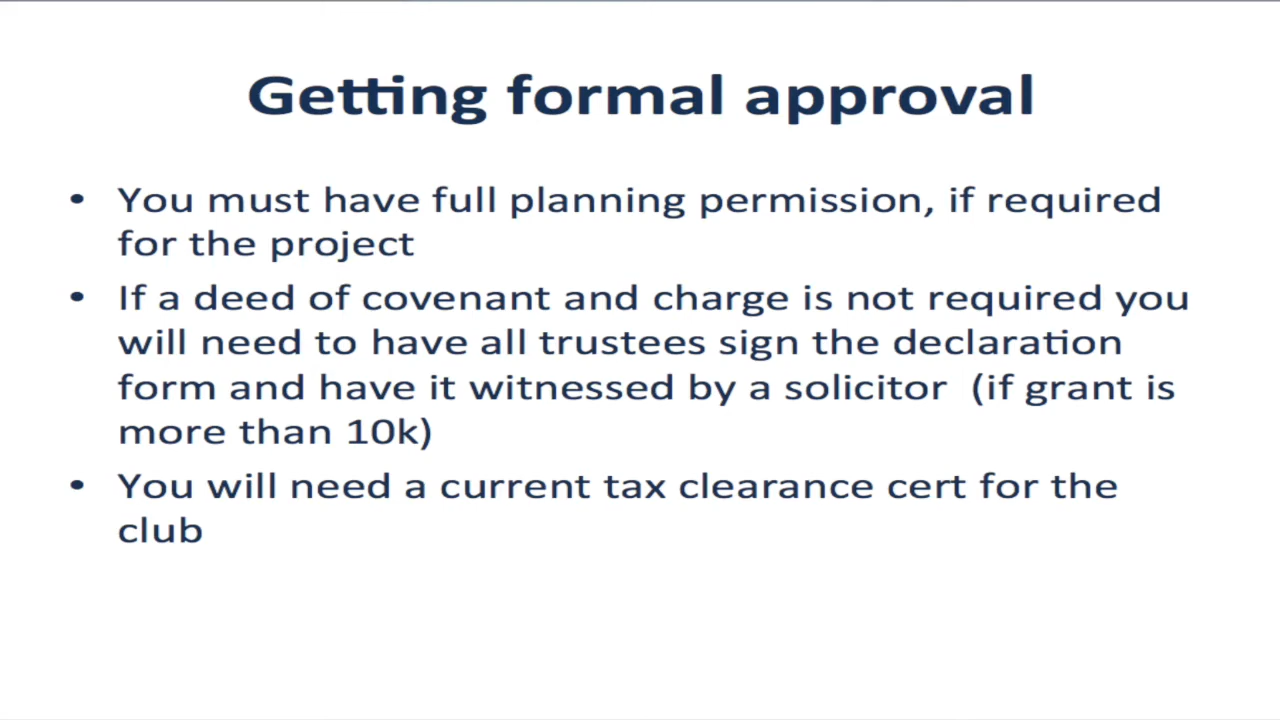 Getting formal approval
• You must have full planning permission, if required
for the project
• If a deed of covenant and charge is not required you
will need to have all trustees sign the declaration
form and have it witnessed by a solicitor  (if grant is
more than 10k)
• You will need a current tax clearance cert for the
club